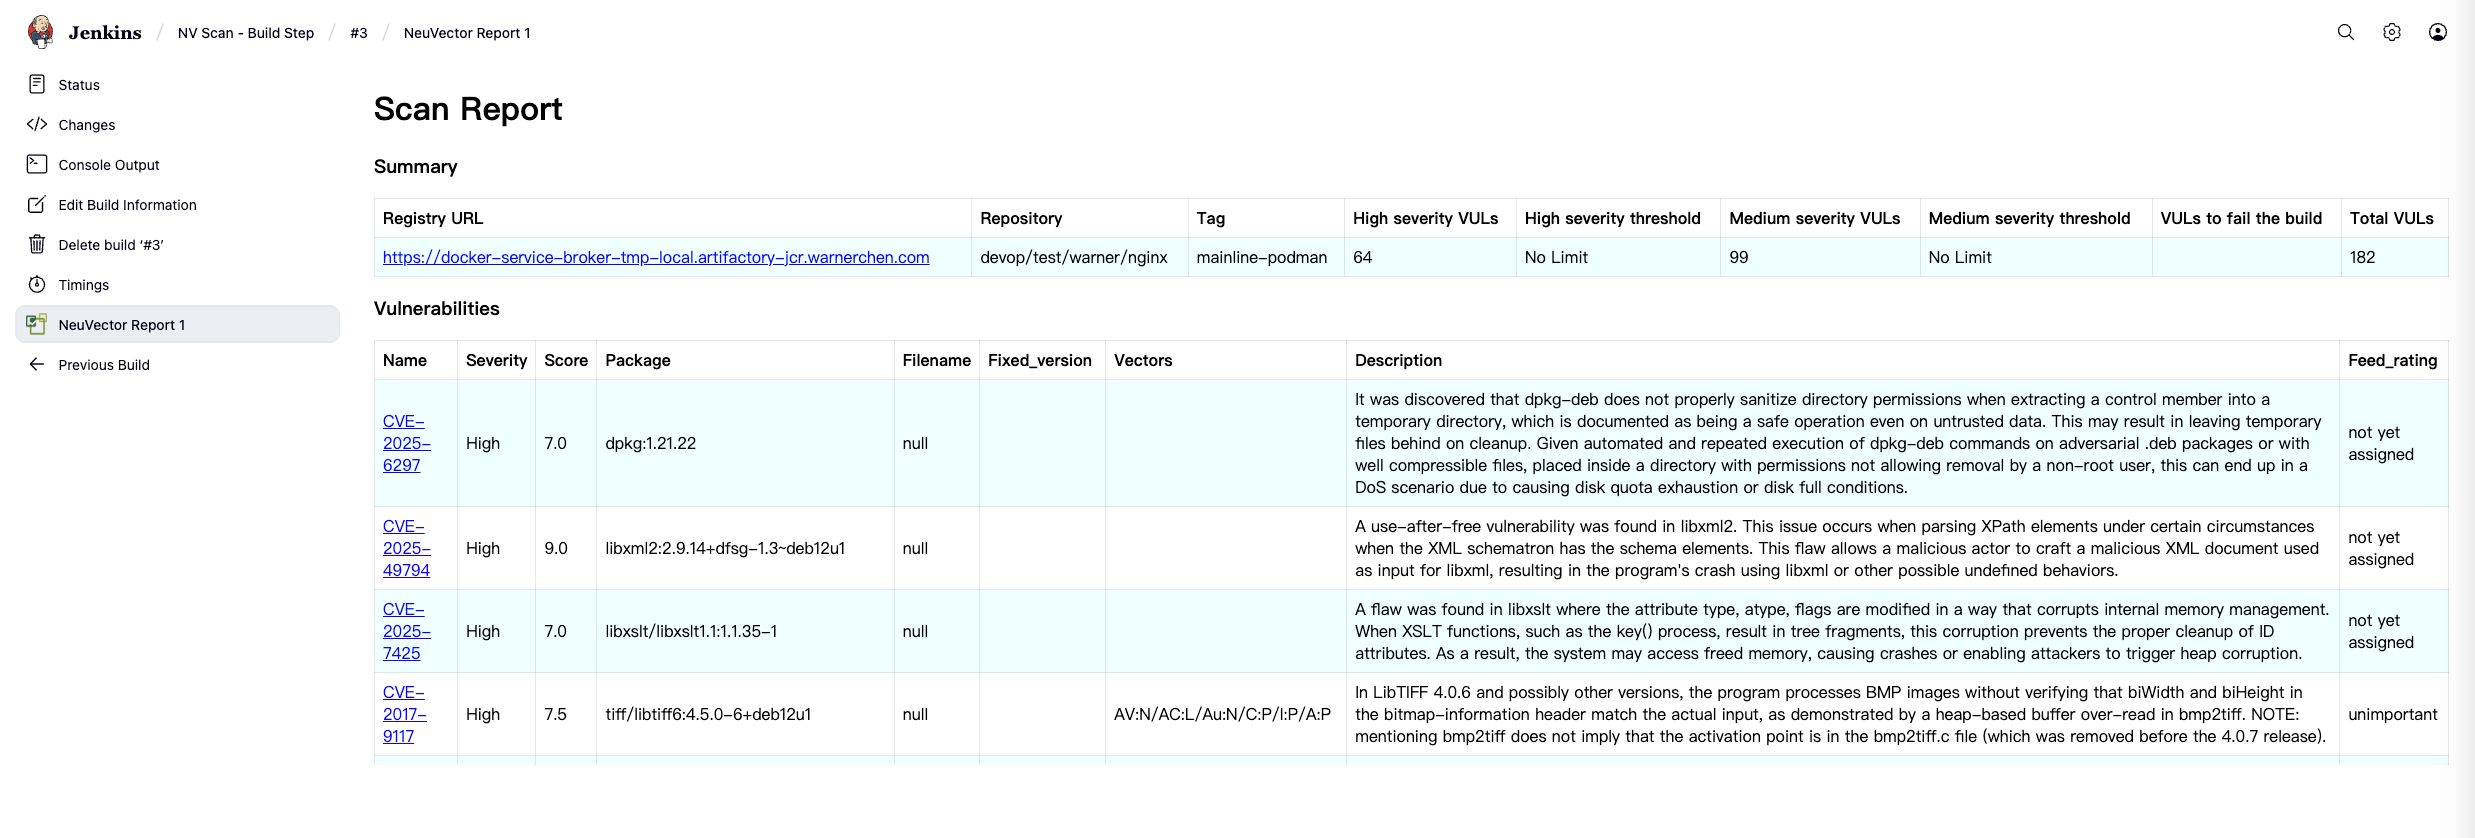 Jenkins / NV Scan - Build Step / #3 / NeuVector Report 1
Status
Changes
Console Output
Edit Build Information
Delete build ‘#3’
Timings
NeuVector Report 1
Previous Build
Scan Report
Summary
Registry URL Repository Tag High severity VULs High severity threshold Medium severity VULs Medium severity threshold VULs to fail the build Total VULs
https://docker-service-broker-tmp-local.artifactory-jcr.warnerchen.com devop/test/warner/nginx mainline-podman 64 No Limit 99 No Limit 182
Vulnerabilities
Name Severity Score Package Filename Fixed_version Vectors Description Feed_rating
CVE-
2025-
6297
High
7.0
dpkg:1.21.22
null
It was discovered that dpkg-deb does not properly sanitize directory permissions when extracting a control member into a
temporary directory, which is documented as being a safe operation even on untrusted data. This may result in leaving temporary
files behind on cleanup. Given automated and repeated execution of dpkg-deb commands on adversarial .deb packages or with
well compressible files, placed inside a directory with permissions not allowing removal by a non-root user, this can end up in a
DoS scenario due to causing disk quota exhaustion or disk full conditions.
not yet
assigned
CVE-
2025-
49794
High
9.0
libxml2:2.9.14+dfsg-1.3~deb12u1
null
A use-after-free vulnerability was found in libxml2. This issue occurs when parsing XPath elements under certain circumstances
when the XML schematron has the schema elements. This flaw allows a malicious actor to craft a malicious XML document used
as input for libxml, resulting in the program's crash using libxml or other possible undefined behaviors.
not yet
assigned
CVE-
2025-
7425
High
7.0
libxslt/libxslt1.1:1.1.35-1
null
A flaw was found in libxslt where the attribute type, atype, flags are modified in a way that corrupts internal memory management.
When XSLT functions, such as the key() process, result in tree fragments, this corruption prevents the proper cleanup of ID
attributes. As a result, the system may access freed memory, causing crashes or enabling attackers to trigger heap corruption.
not yet
assigned
CVE-
2017-
9117
High
7.5
tiff/libtiff6:4.5.0-6+deb12u1
null
AV:N/AC:L/Au:N/C:P/I:P/A:P
In LibTIFF 4.0.6 and possibly other versions, the program processes BMP images without verifying that biWidth and biHeight in
the bitmap-information header match the actual input, as demonstrated by a heap-based buffer over-read in bmp2tiff. NOTE:
mentioning bmp2tiff does not imply that the activation point is in the bmp2tiff.c file (which was removed before the 4.0.7 release).
unimportant